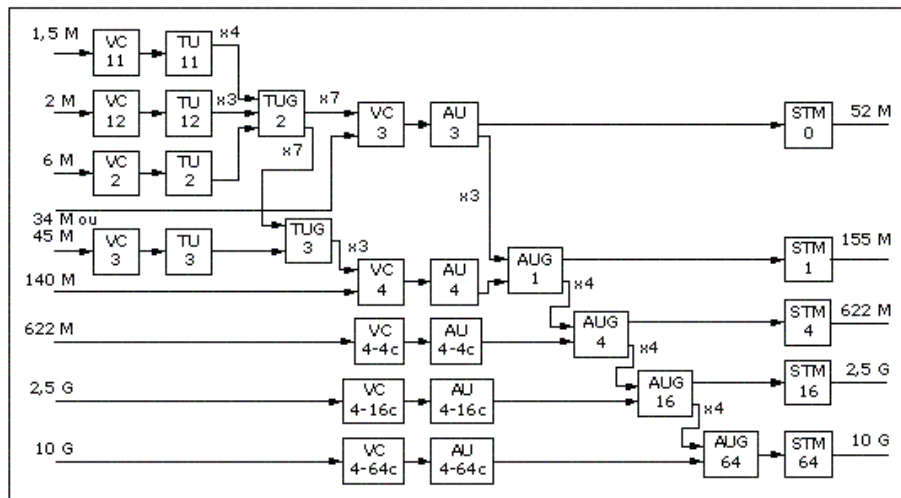 1,5 M
VC
11
TU
11
x4
2 M
VC
12
TU
12
x3
TUG
2
x7
VC
3
AU
3
STM
0
52 M
x7
6 M
VC
2
TU
2
x3
34 M ou
45 M
VC
3
TU
3
TUG
3
x3
AUG
1
STM
1
155 M
140 M
VC
4
AU
4
x4
622 M
VC
4-4c
AU
4-4c
AUG
4
STM
4
622 M
x4
2,5 G
VC
4-16c
AU
4-16c
AUG
16
STM
16
2,5 G
x4
10 G
VC
4-64c
AU
4-64c
AUG
64
STM
64
10 G